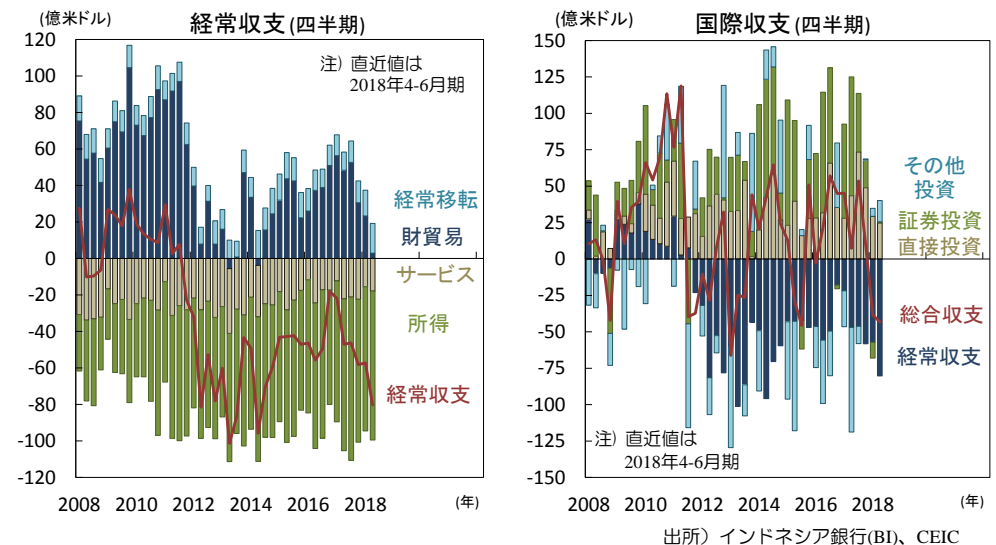 (億米ドル)
経常収支(四半期)
120
100
80
60
40
20
0
-20
-40
-60
-80
-100
-120
注) 直近値は
2018年4-6月期
経常移転
財貿易
サービス
所得
経常収支
2008 2009 2010 2011 2012 2013 2014 2015 2016 2017 2018
(年)
(億米ドル)
国際収支(四半期)
150
125
100
75
50
25
0
-25
-50
-75
-100
-125
-150
その他
投資
証券投資
直接投資
総合収支
経常収支
注) 直近値は
2018年4-6月期
2008 2010 2012 2014 2016 2018
(年)
出所）インドネシア銀行(BI)、CEIC